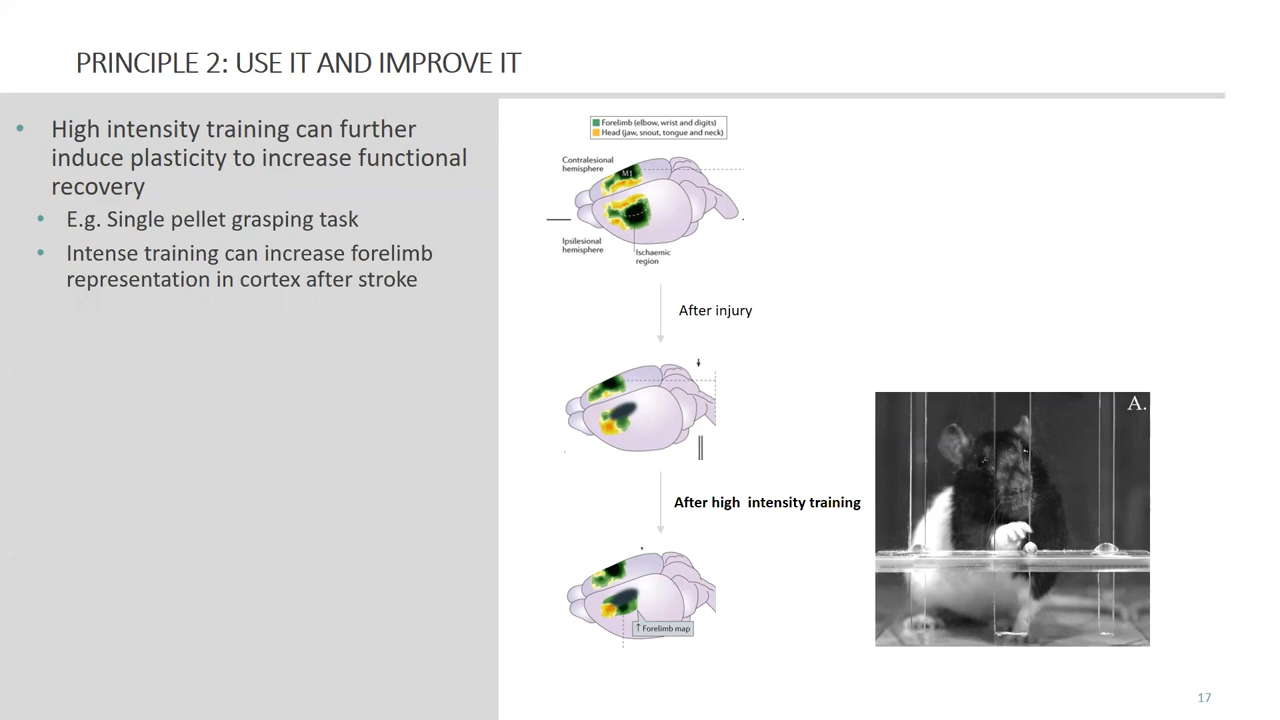 PRINCIPLE 2: USE IT AND IMPROVE IT
• High intensity training can further
induce plasticity to increase functional
recovery
• E.g. Single pellet grasping task
• Intense training can increase forelimb
representation in cortex after stroke
Forelimb (elbow, wrist and digits)
Head (jaw, snout, tongue and neck)
Contralesional
hemisphere
M1
Ipsilesional
hemisphere
Ischaemic
region
After injury
After high intensity training
↑ Forelimb map
A.
17